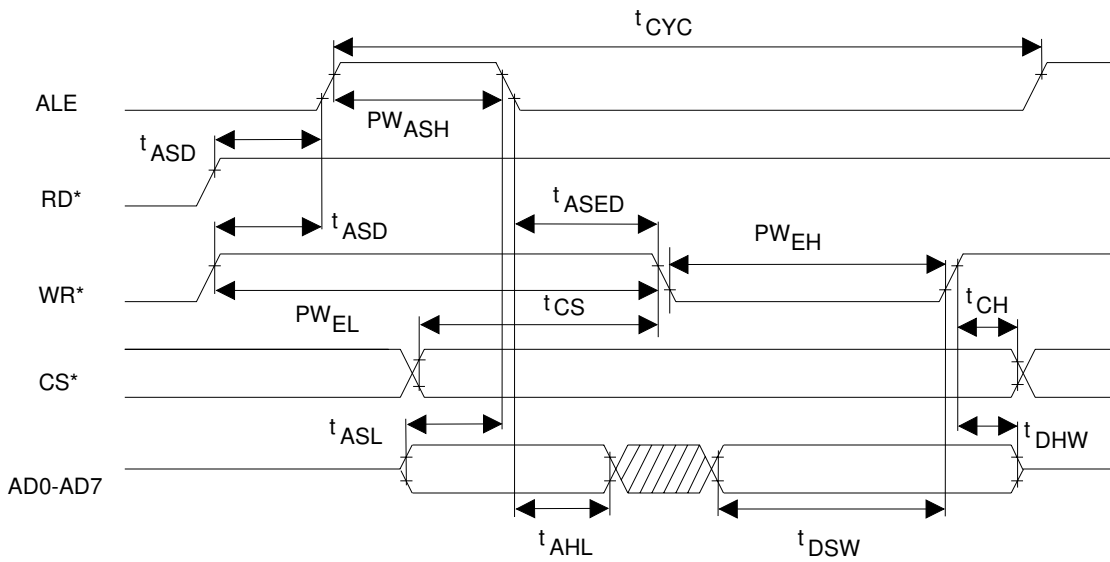 tCYC
ALE
PWASH
tASD
RD*
tASED
tASD
PWEH
WR*
tCS
PWEL
tCH
CS*
tASL
tDHW
AD0-AD7
tAHL
tDSW